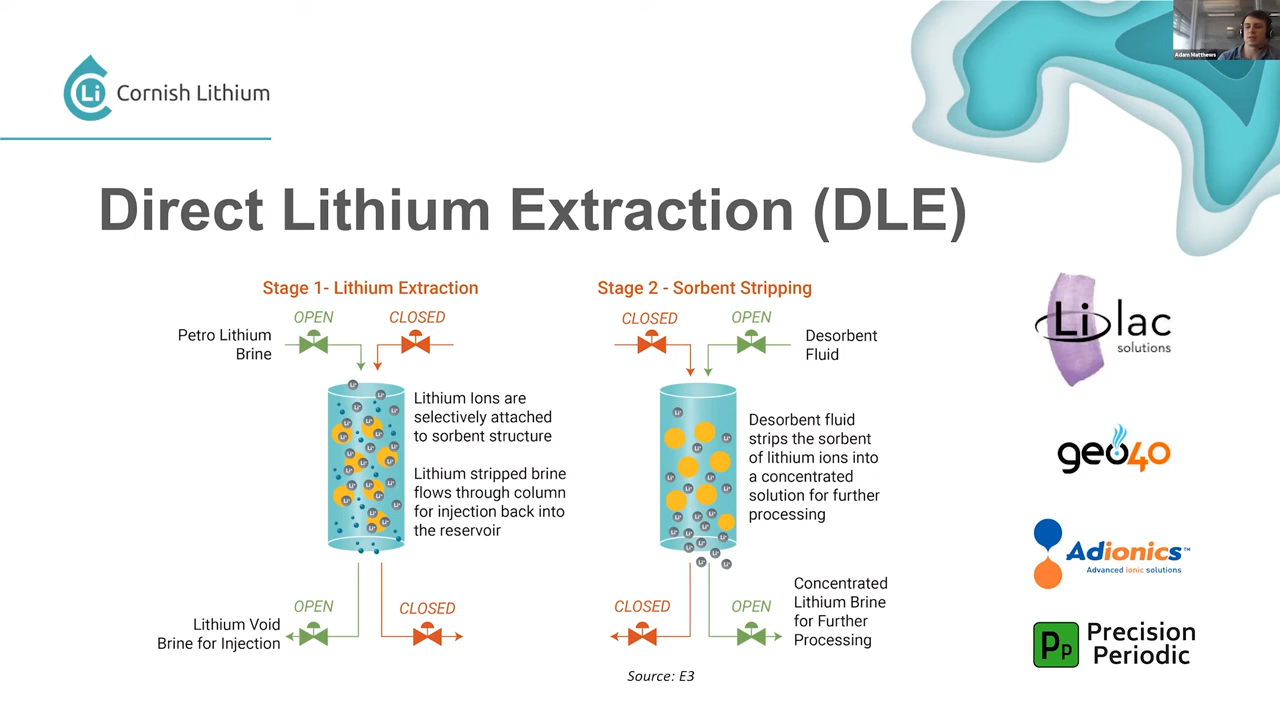 Adam Matthews
Li Cornish Lithium
Direct Lithium Extraction (DLE)
Stage 1- Lithium Extraction
OPEN
CLOSED
Petro Lithium
Brine
Lithium Ions are
selectively attached
to sorbent structure
Lithium stripped brine
flows through column
for injection back into
the reservoir
OPEN
CLOSED
Lithium Void
Brine for Injection
Stage 2 - Sorbent Stripping
CLOSED
OPEN
Desorbent
Fluid
Desorbent fluid
strips the sorbent
of lithium ions into
a concentrated
solution for further
processing
CLOSED
OPEN
Concentrated
Lithium Brine
for Further
Processing
Source: E3
Lilac
solutions
geo40
Adionics™
Advanced ionic solutions
Pp Precision
Periodic